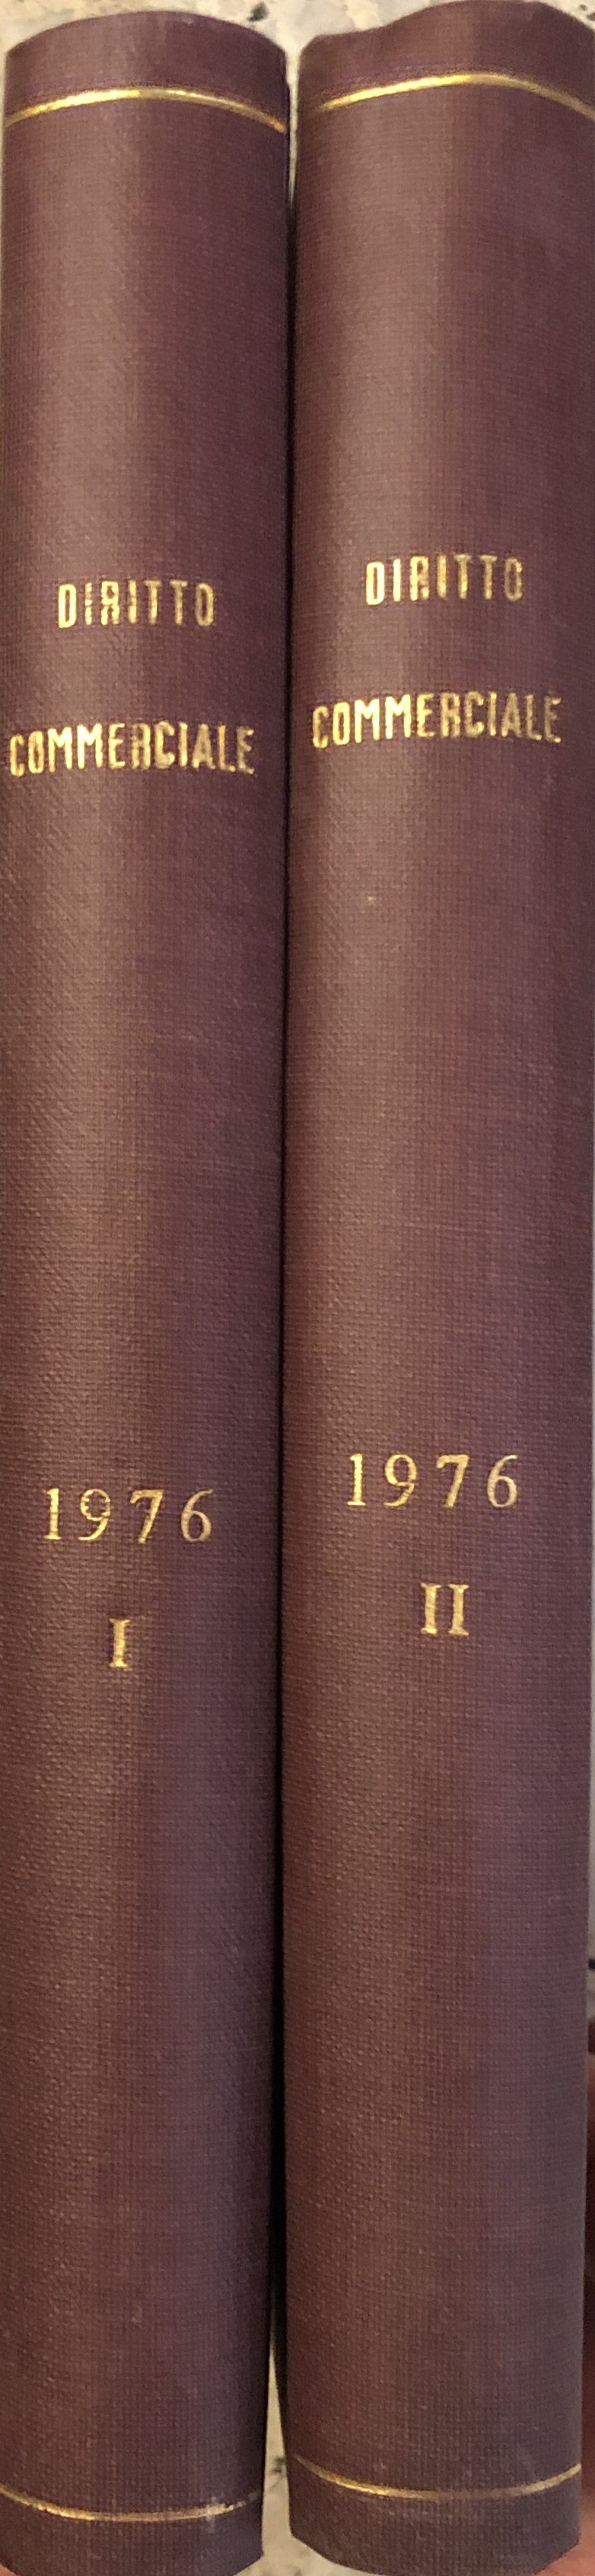 DIRITTO
COMMERCIALE
1976
I
DIRITTO
COMMERCIALE
1976
II